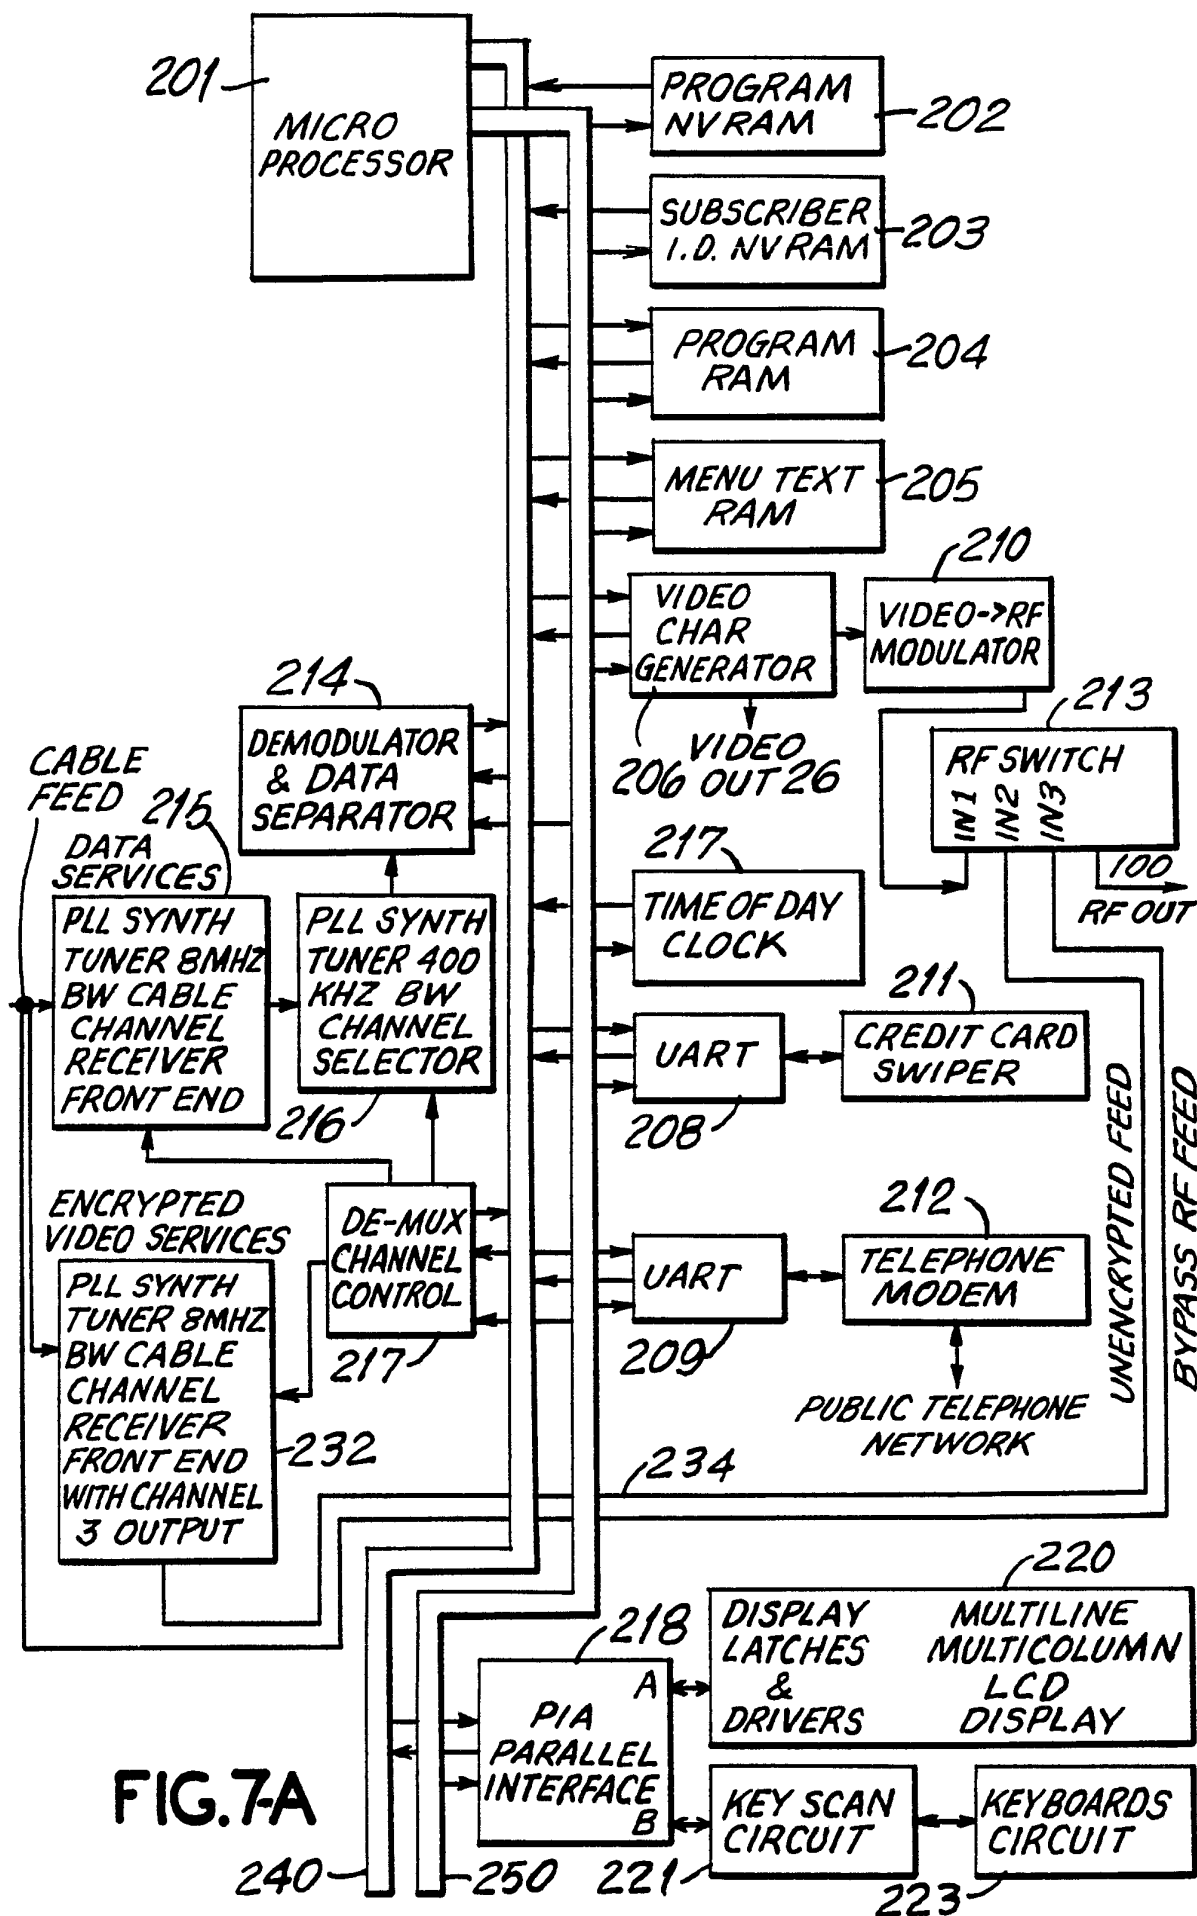 201
MICRO
PROCESSOR
PROGRAM
NVRAM
202
SUBSCRIBER
I.D. NVRAM
203
PROGRAM
RAM
204
MENU TEXT
RAM
205
210
VIDEO
CHAR
GENERATOR
206
VIDEO->RF
MODULATOR
VIDEO
OUT 26
213
RF SWITCH
IN1
IN2
IN3
100
RF OUT
214
DEMODULATOR
& DATA
SEPARATOR
CABLE
FEED
215
DATA
SERVICES
PLL SYNTH
TUNER 8MHZ
BW CABLE
CHANNEL
RECEIVER
FRONT END
PLL SYNTH
TUNER 400
KHZ BW
CHANNEL
SELECTOR
216
217
TIME OF DAY
CLOCK
211
UART
208
CREDIT CARD
SWIPER
UNENCRYPTED FEED
BYPASS RF FEED
ENCRYPTED
VIDEO SERVICES
PLL SYNTH
TUNER 8MHZ
BW CABLE
CHANNEL
RECEIVER
FRONT END
WITH CHANNEL
3 OUTPUT
232
DE-MUX
CHANNEL
CONTROL
217
212
UART
209
TELEPHONE
MODEM
PUBLIC TELEPHONE
NETWORK
234
220
DISPLAY
LATCHES
&
DRIVERS
MULTILINE
MULTICOLUMN
LCD
DISPLAY
218
A
PIA
PARALLEL
INTERFACE
B
KEY SCAN
CIRCUIT
221
KEYBOARDS
CIRCUIT
223
FIG.7-A
240
250